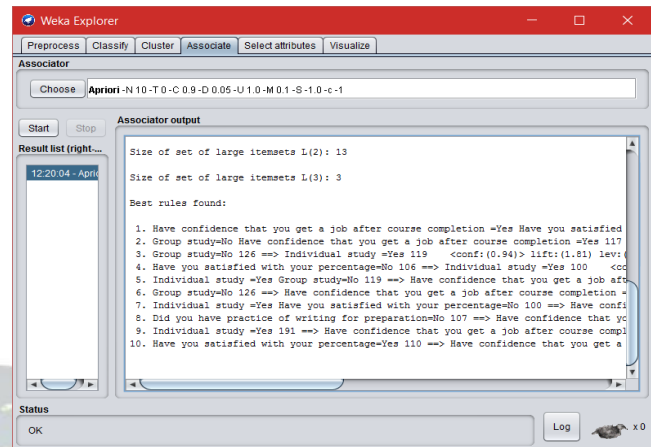 Weka Explorer
Preprocess Classify Cluster Associate Select attributes Visualize
Associator
Choose Apriori -N 10 -T 0 -C 0.9 -D 0.05 -U 1.0 -M 0.1 -S -1.0 -c -1
Start Stop
Associator output
Result list (right-...
12:20:04 - Aprio
Size of set of large itemsets L(2): 13
Size of set of large itemsets L(3): 3
Best rules found:
1. Have confidence that you get a job after course completion =Yes Have you satisfied
2. Group study=No Have confidence that you get a job after course completion =Yes 117
3. Group study=No 126 ==> Individual study =Yes 119 <conf:(0.94)> lift:(1.81) lev:(
4. Have you satisfied with your percentage=No 106 ==> Individual study =Yes 100 <co
5. Individual study =Yes Group study=No 119 ==> Have confidence that you get a job aft
6. Group study=No 126 ==> Have confidence that you get a job after course completion =
7. Individual study =Yes Have you satisfied with your percentage=No 100 ==> Have confi
8. Did you have practice of writing for preparation=No 107 ==> Have confidence that yo
9. Individual study =Yes 191 ==> Have confidence that you get a job after course compl
10. Have you satisfied with your percentage=Yes 110 ==> Have confidence that you get a
Status
OK
Log
x 0